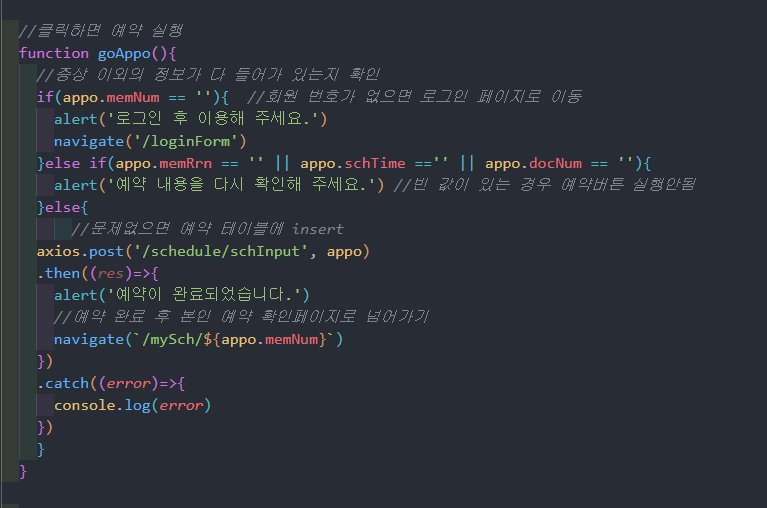 //클릭하면 예약 실행
function goAppo(){
//증상 이외의 정보가 다 들어가 있는지 확인
if(appo.memNum == ''){  //회원 번호가 없으면 로그인 페이지로 이동
alert('로그인 후 이용해 주세요.')
navigate('/loginForm')
}else if(appo.memRrn == '' || appo.schTime =='' || appo.docNum == ''){
alert('예약 내용을 다시 확인해 주세요.') //빈 값이 있는 경우 예약버튼 실행안됨
}else{
//문제없으면 예약 테이블에 insert
axios.post('/schedule/schInput', appo)
.then((res)=>{
alert('예약이 완료되었습니다.')
//예약 완료 후 본인 예약 확인페이지로 넘어가기
navigate(`/mySch/${appo.memNum}`)
})
.catch((error)=>{
console.log(error)
})
}
}